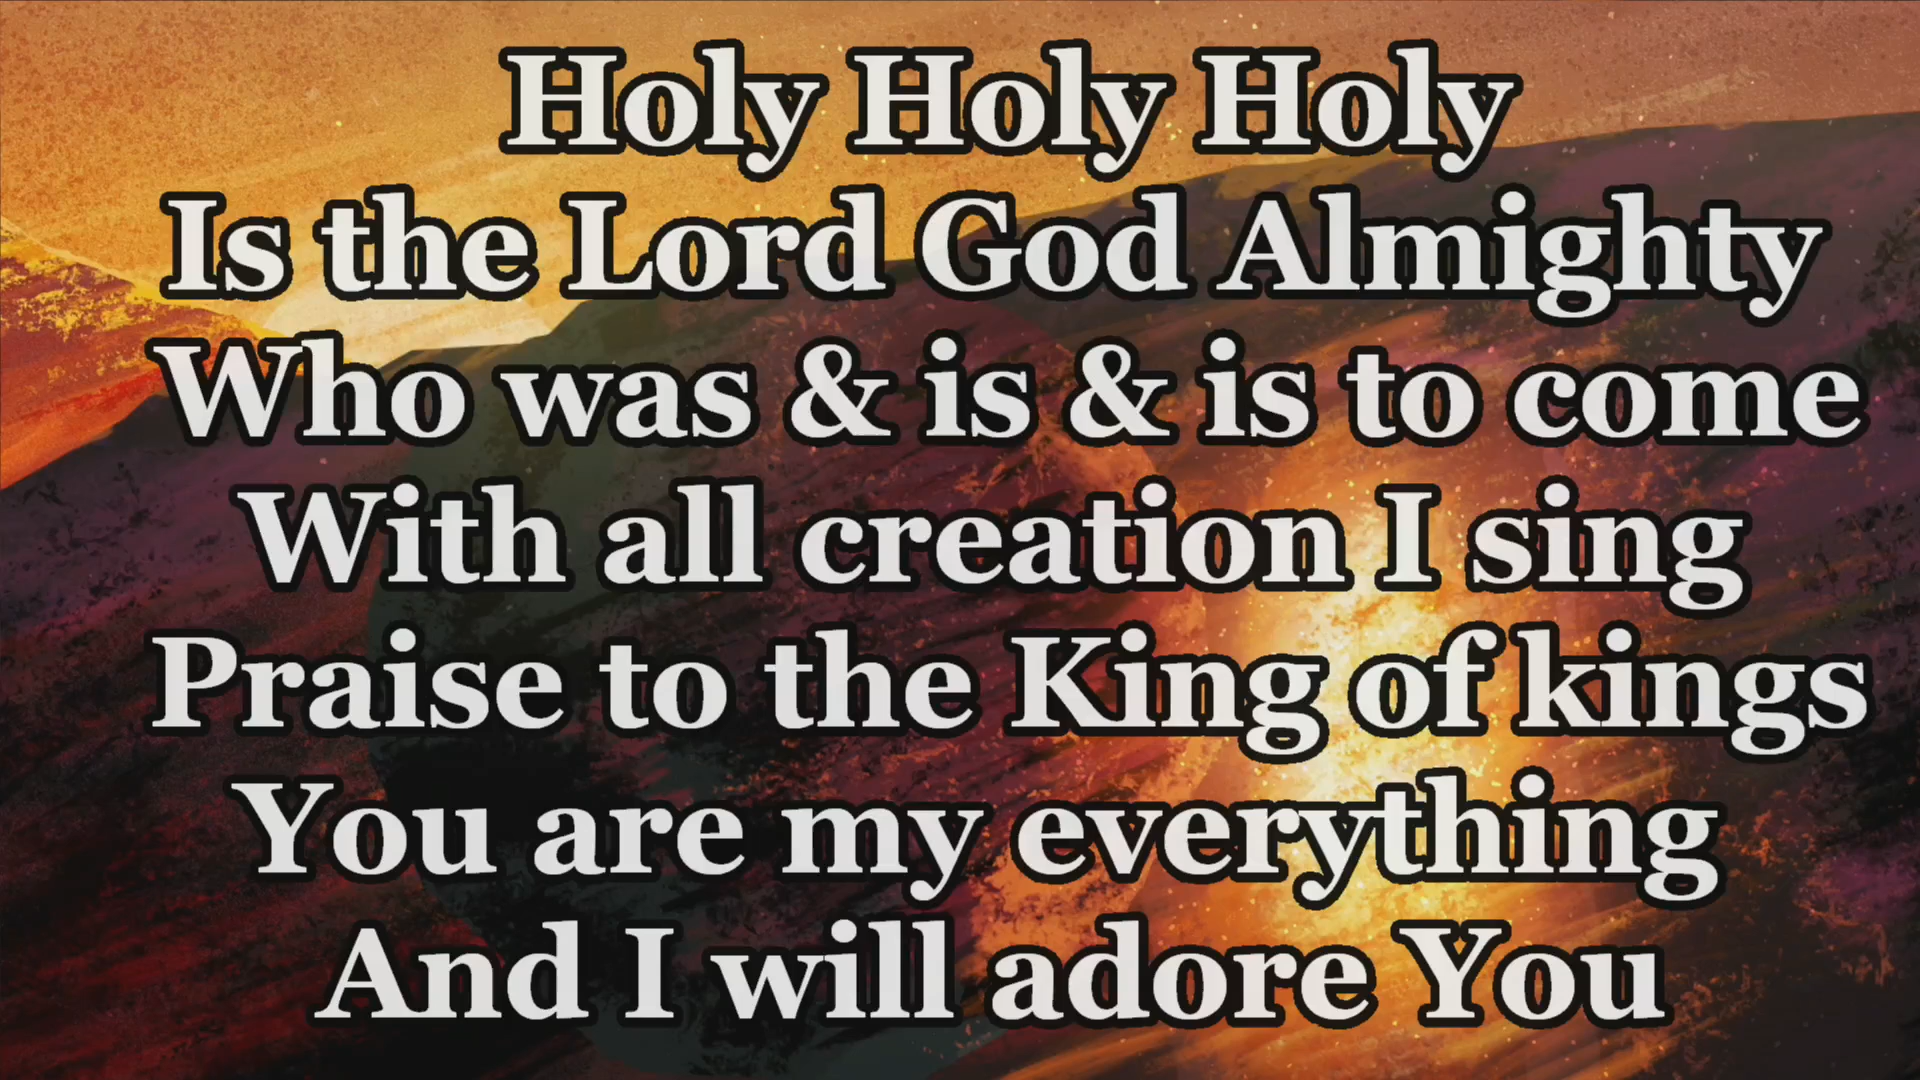 Holy Holy Holy
Is the Lord God Almighty
Who was & is & is to come
With all creation I sing
Praise to the King of kings
You are my everything
And I will adore You